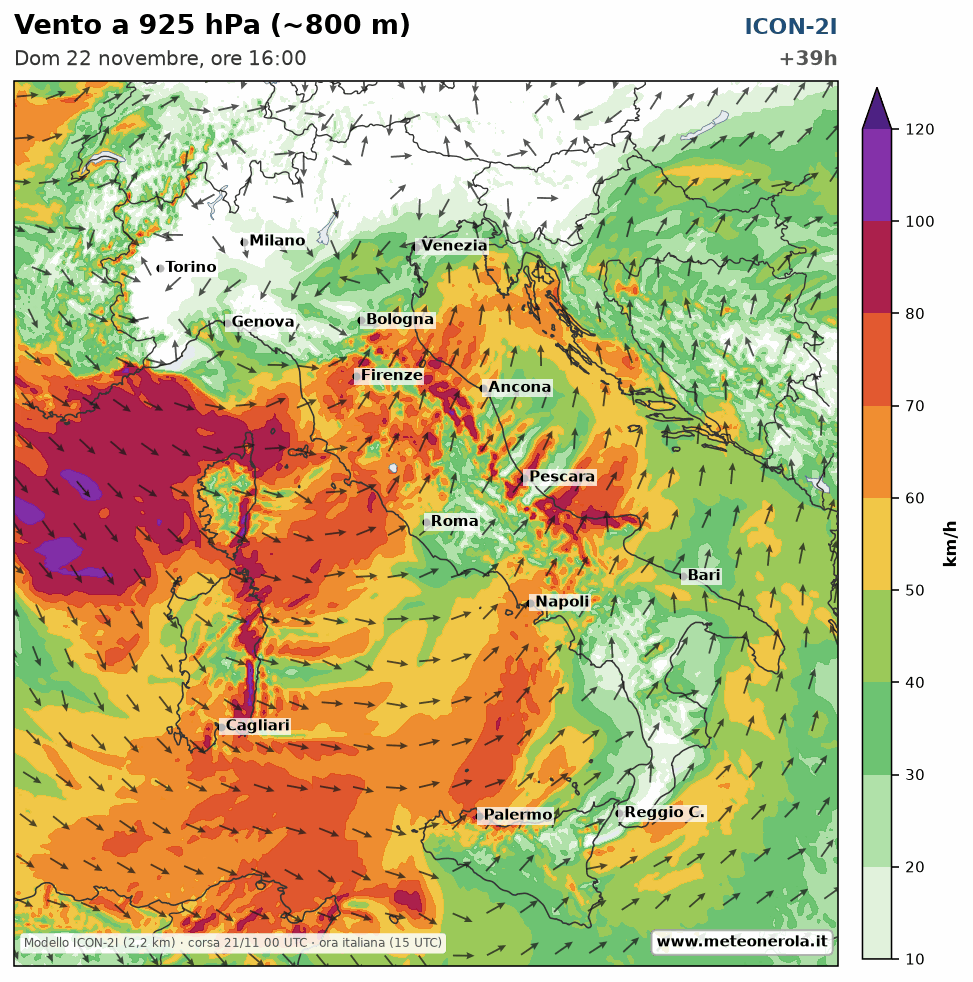 Vento a 925 hPa (~800 m)
ICON-2I
Dom 22 novembre, ore 16:00
+39h
Milano
Venezia
Torino
Genova
Bologna
Firenze
Ancona
Pescara
Roma
Bari
Napoli
Cagliari
Palermo
Reggio C.
120
100
80
70
60
50
40
30
20
10
km/h
Modello ICON-2I (2,2 km) · corsa 21/11 00 UTC · ora italiana (15 UTC)
www.meteonerola.it